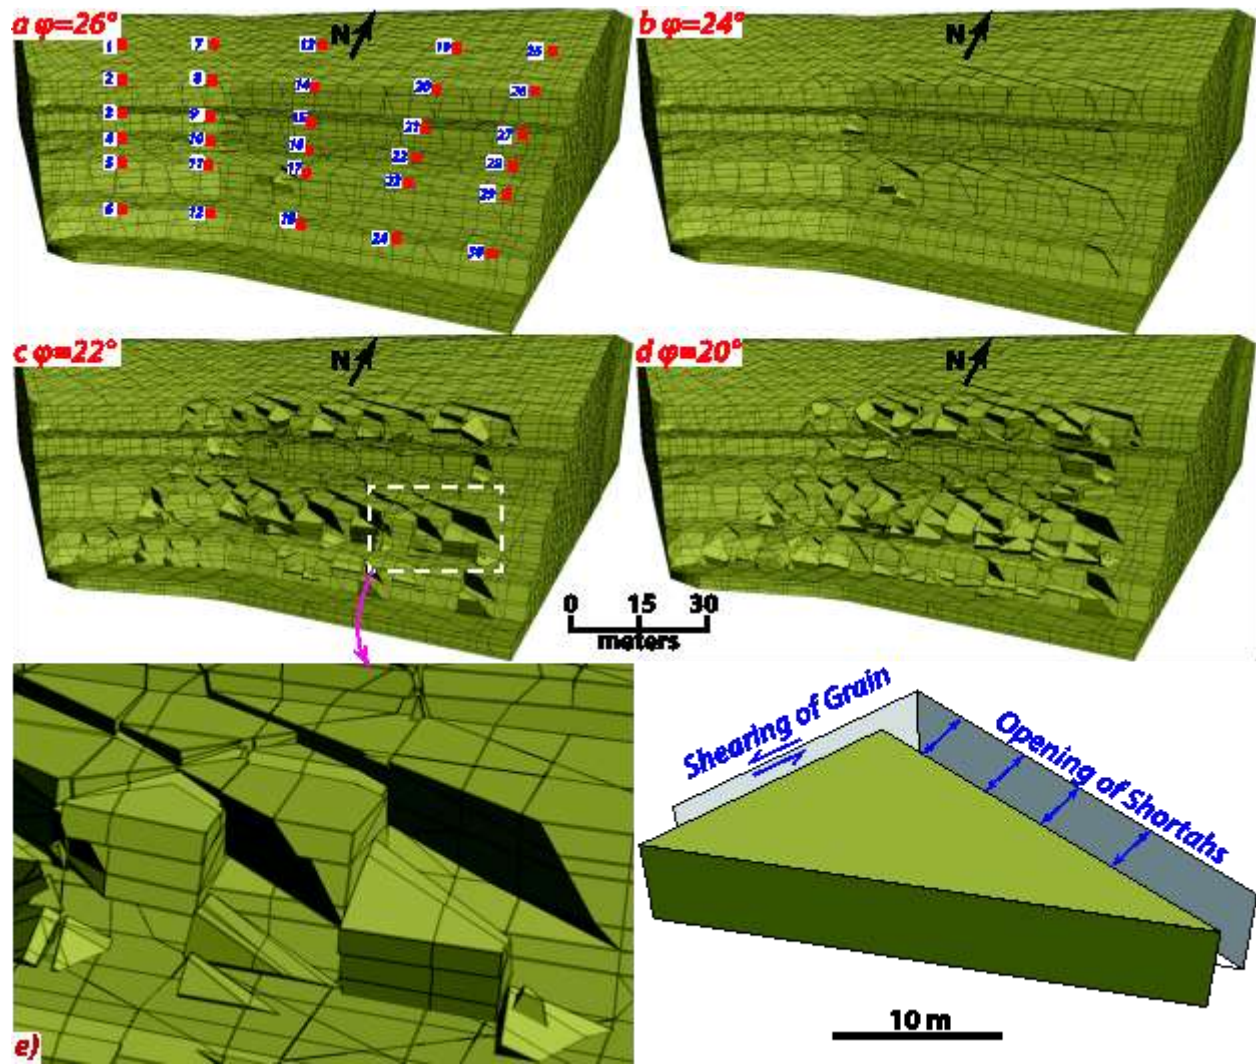 a φ=26°
N
b φ=24°
1
7
13
19
25
2
8
14
20
26
3
9
15
21
27
4
10
16
22
28
5
11
17
23
29
6
12
18
24
30
c φ=22°
N
d φ=20°
N
0 15 30
meters
Shearing of Grain
Opening of Shortahs
10 m
e)